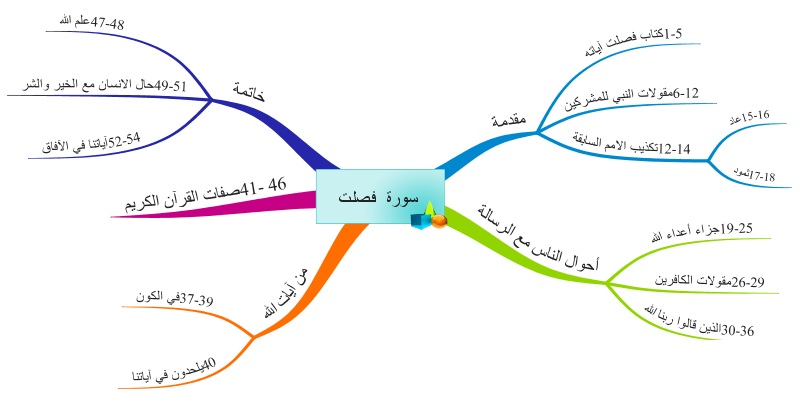 سورة فصلت
مقدمة
1-5كتاب فصلت آياته
6-12مقولات النبي للمشركين
12-14تكذيب الامم السابقة
15-16عاد
17-18ثمود
أحوال الناس مع الرسالة
19-25جزاء أعداء الله
26-29مقولات الكافرين
30-36الذين قالوا ربنا الله
من آيات الله
37-39في الكون
40يلحدون في آياتنا
41- 46صفات القرآن الكريم
خاتمة
47-48علم الله
49-51حال الانسان مع الخير والشر
52-54آياتنا في الآفاق